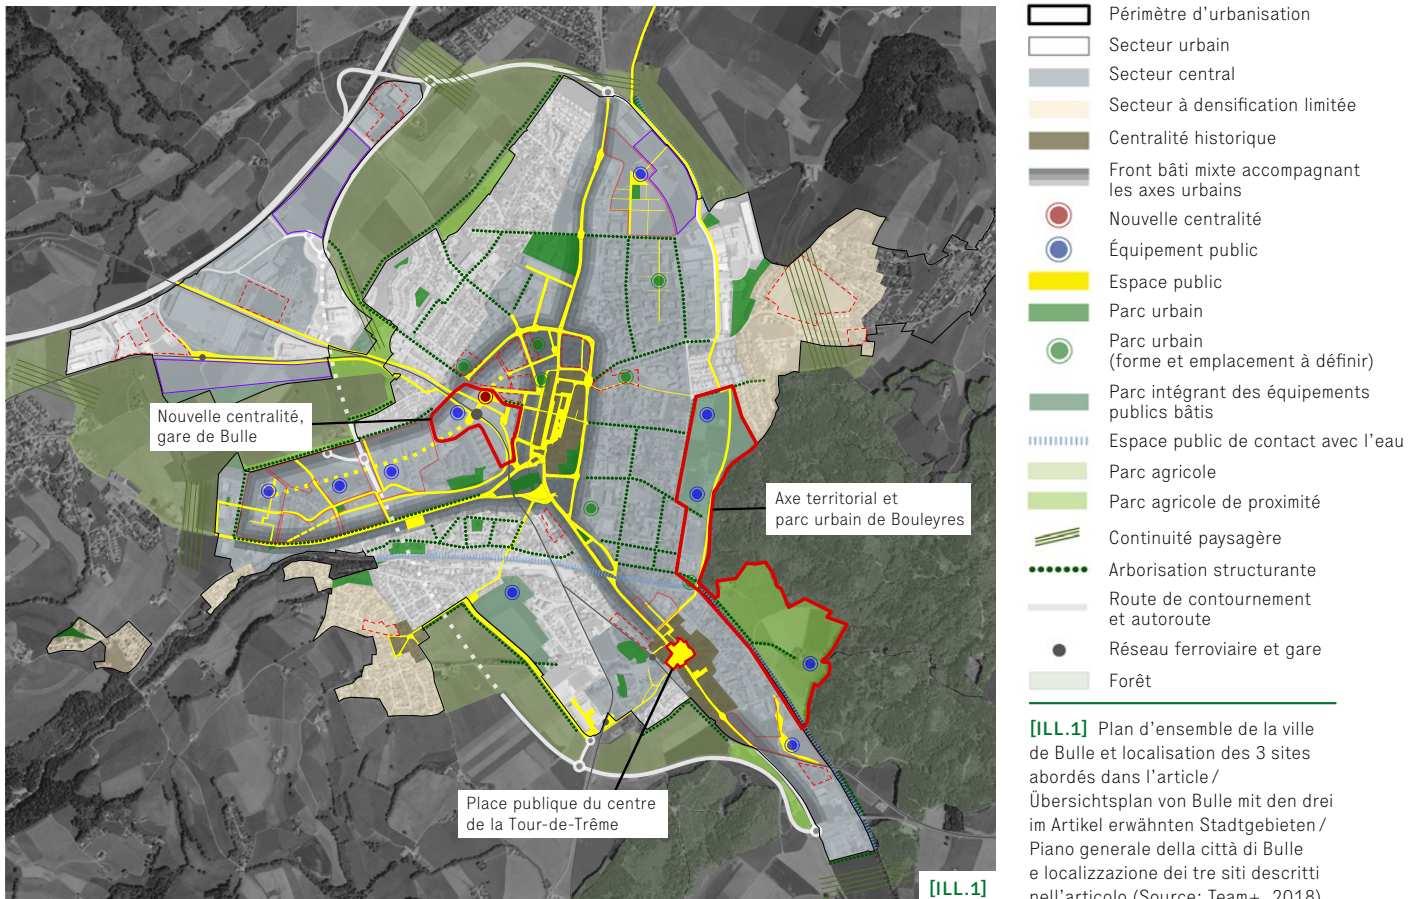 Nouvelle centralité,
gare de Bulle
Axe territorial et
parc urbain de Bouleyres
Place publique du centre
de la Tour-de-Trême
[ILL.1]
Périmètre d'urbanisation
Secteur urbain
Secteur central
Secteur à densification limitée
Centralité historique
Front bâti mixte accompagnant
les axes urbains
Nouvelle centralité
Équipement public
Espace public
Parc urbain
Parc urbain
(forme et emplacement à définir)
Parc intégrant des équipements
publics bâtis
Espace public de contact avec l'eau
Parc agricole
Parc agricole de proximité
Continuité paysagère
Arborisation structurante
Route de contournement
et autoroute
Réseau ferroviaire et gare
Forêt
[ILL.1] Plan d'ensemble de la ville
de Bulle et localisation des 3 sites
abordés dans l'article /
Übersichtsplan von Bulle mit den drei
im Artikel erwähnten Stadtgebieten /
Piano generale della città di Bulle
e localizzazione dei tre siti descritti
nell'articolo (Source: Team+, 2018)